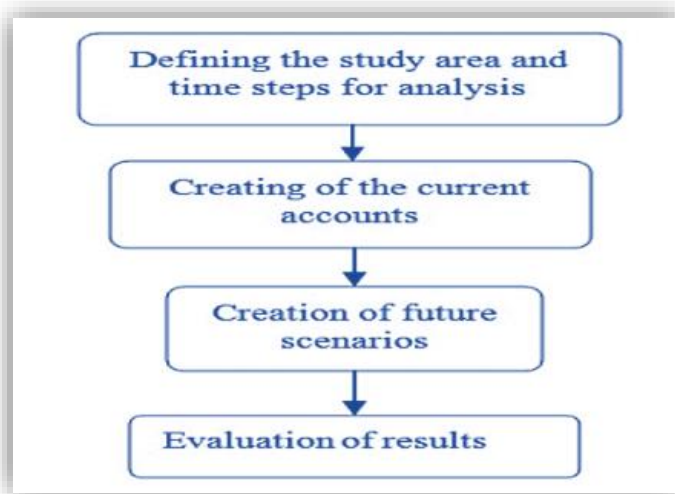 Defining the study area and
time steps for analysis
Creating of the current
accounts
Creation of future
scenarios
Evaluation of results